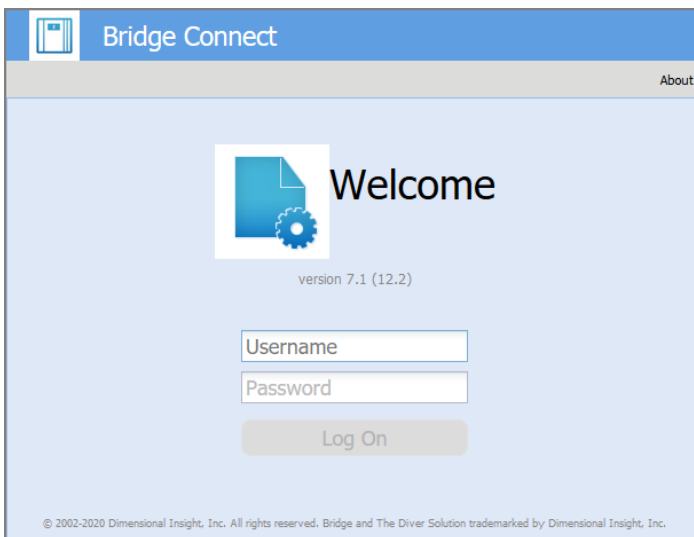 Bridge Connect
About
Welcome
version 7.1 (12.2)
Username
Password
Log On
© 2002-2020 Dimensional Insight, Inc. All rights reserved. Bridge and The Diver Solution trademarked by Dimensional Insight, Inc.